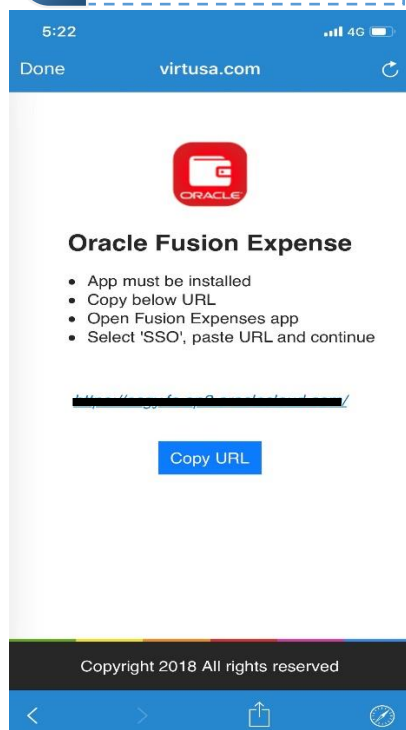 5:22
4G
Done virtusa.com
ORACLE
Oracle Fusion Expense
• App must be installed
• Copy below URL
• Open Fusion Expenses app
• Select 'SSO', paste URL and continue
Copy URL
Copyright 2018 All rights reserved